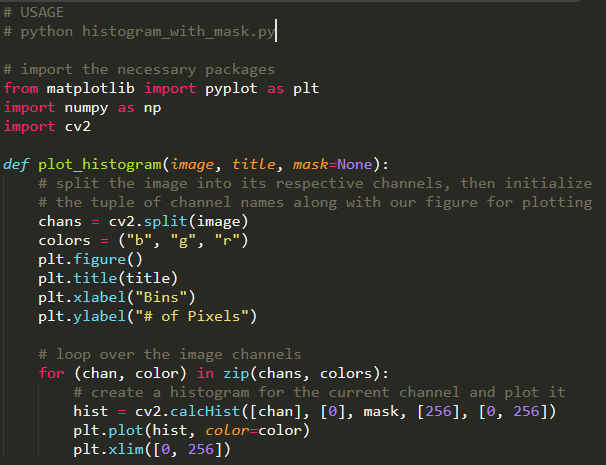 # USAGE
# python histogram_with_mask.py
# import the necessary packages
from matplotlib import pyplot as plt
import numpy as np
import cv2
def plot_histogram(image, title, mask=None):
# split the image into its respective channels, then initialize
# the tuple of channel names along with our figure for plotting
chans = cv2.split(image)
colors = ("b", "g", "r")
plt.figure()
plt.title(title)
plt.xlabel("Bins")
plt.ylabel("# of Pixels")
# loop over the image channels
for (chan, color) in zip(chans, colors):
# create a histogram for the current channel and plot it
hist = cv2.calcHist([chan], [0], mask, [256], [0, 256])
plt.plot(hist, color=color)
plt.xlim([0, 256])